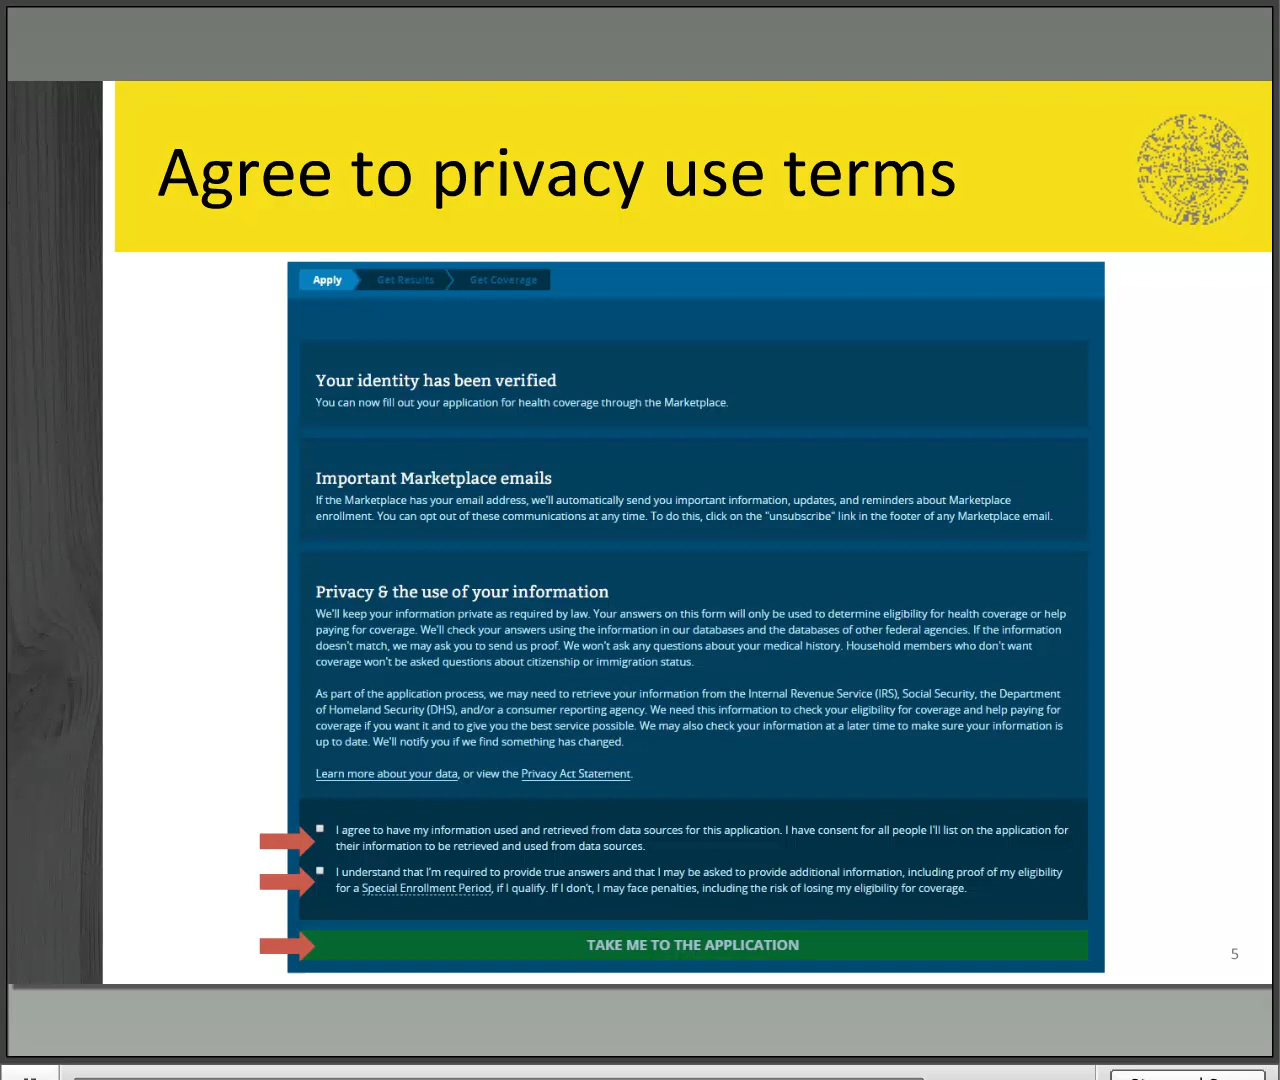 Agree to privacy use terms
Apply
Get Results
Get Coverage
Your identity has been verified
You can now fill out your application for health coverage through the Marketplace.
Important Marketplace emails
If the Marketplace has your email address, we'll automatically send you important information, updates, and reminders about Marketplace
enrollment. You can opt out of these communications at any time. To do this, click on the "unsubscribe" link in the footer of any Marketplace email.
Privacy & the use of your information
We'll keep your information private as required by law. Your answers on this form will only be used to determine eligibility for health coverage or help
paying for coverage. We'll check your answers using the information in our databases and the databases of other federal agencies. If the information
doesn't match, we may ask you to send us proof. We won't ask any questions about your medical history. Household members who don't want
coverage won't be asked questions about citizenship or immigration status.
As part of the application process, we may need to retrieve your information from the Internal Revenue Service (IRS), Social Security, the Department
of Homeland Security (DHS), and/or a consumer reporting agency. We need this information to check your eligibility for coverage and help paying for
coverage if you want it and to give you the best service possible. We may also check your information at a later time to make sure your information is
up to date. We'll notify you if we find something has changed.
Learn more about your data, or view the Privacy Act Statement.
I agree to have my information used and retrieved from data sources for this application. I have consent for all people I'll list on the application for
their information to be retrieved and used from data sources.
I understand that I'm required to provide true answers and that I may be asked to provide additional information, including proof of my eligibility
for a Special Enrollment Period, if I qualify. If I don't, I may face penalties, including the risk of losing my eligibility for coverage.
TAKE ME TO THE APPLICATION
5